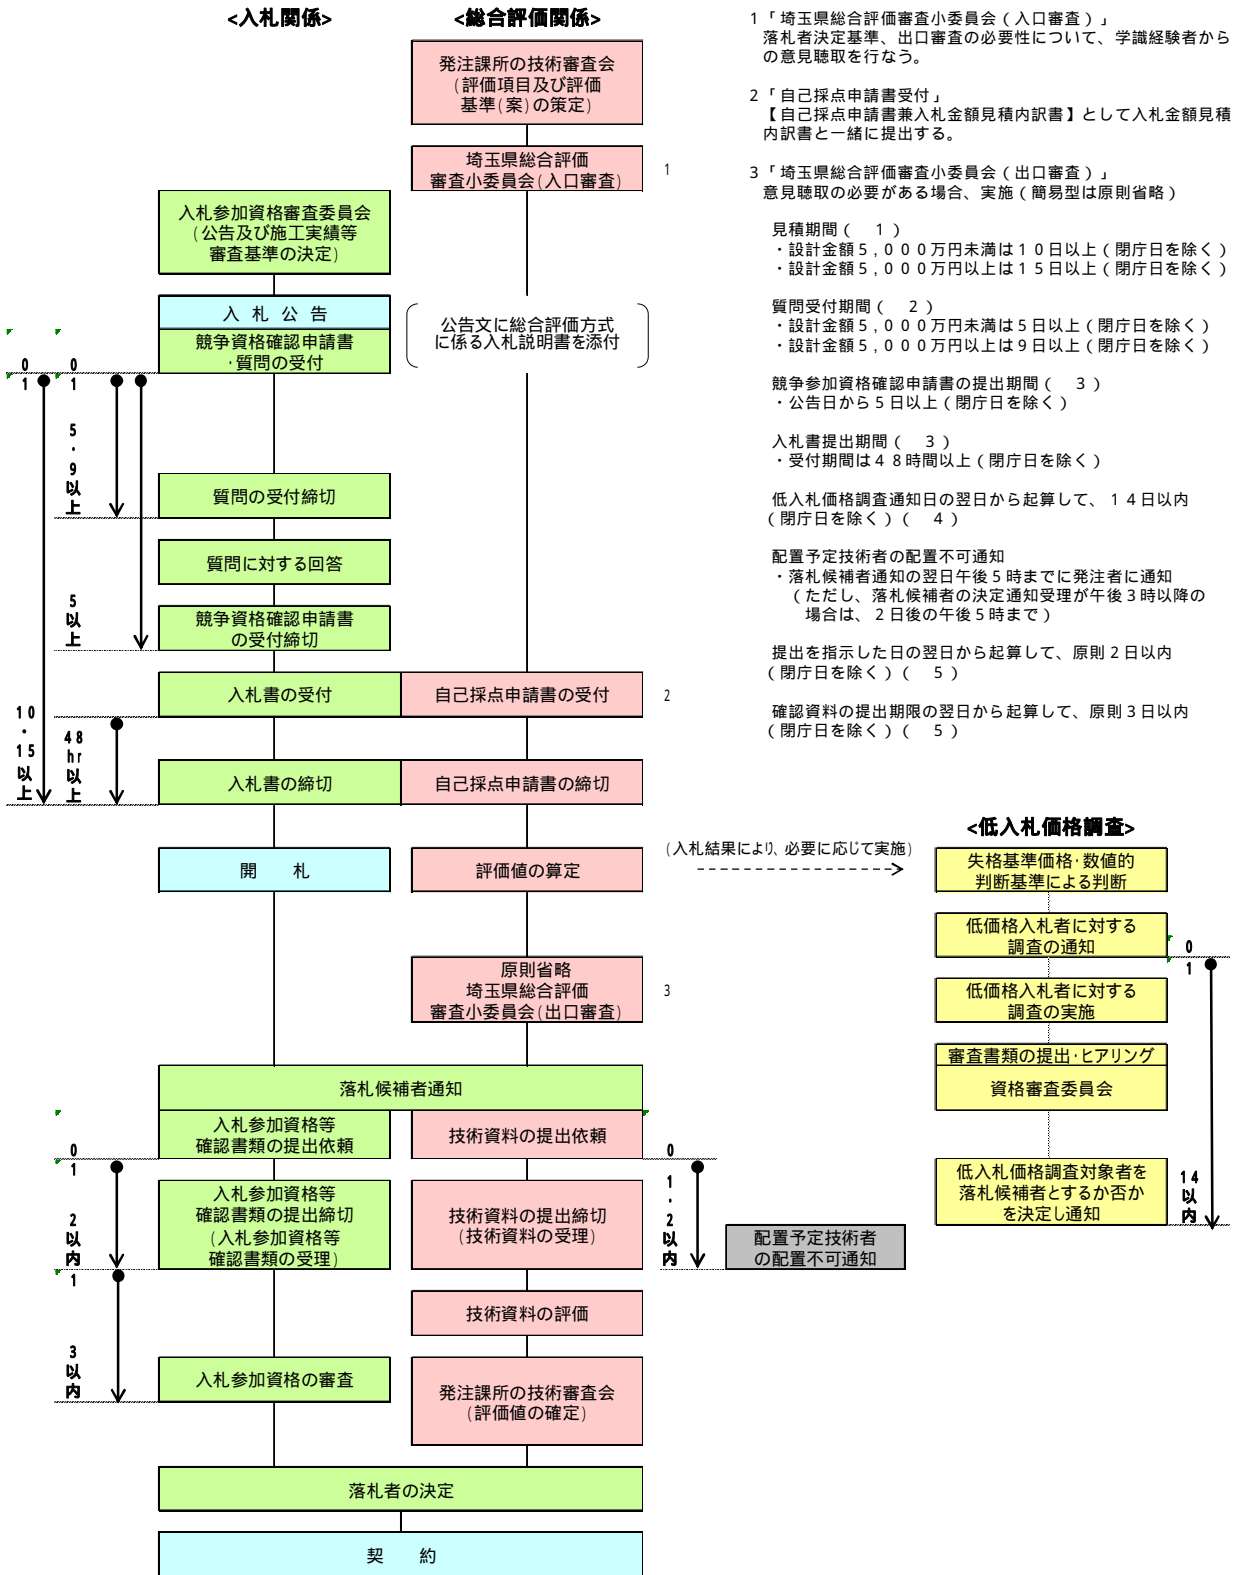 <入札関係>
<総合評価関係>
発注課所の技術審査会
(評価項目及び評価
基準(案)の策定)
埼玉県総合評価
審査小委員会(入口審査)
1
入札参加資格審査委員会
(公告及び施工実績等
審査基準の決定)
入 札 公 告
競争資格確認申請書
・質問の受付
公告文に総合評価方式
に係る入札説明書を添付
0
1
0
1
5
・
9
以
上
質問の受付締切
質問に対する回答
5
以
上
競争資格確認申請書
の受付締切
入札書の受付
自己採点申請書の受付
2
10
・
15
以
上
48
hr
以
上
入札書の締切
自己採点申請書の締切
開 札
評価値の算定
(入札結果により、必要に応じて実施)
原則省略
埼玉県総合評価
審査小委員会(出口審査)
3
落札候補者通知
入札参加資格等
確認書類の提出依頼
技術資料の提出依頼
0
1
2
以
内
入札参加資格等
確認書類の提出締切
(入札参加資格等
確認書類の受理)
技術資料の提出締切
(技術資料の受理)
0
1
・
2
以
内
配置予定技術者
の配置不可通知
1
3
以
内
技術資料の評価
入札参加資格の審査
発注課所の技術審査会
(評価値の確定)
落札者の決定
契 約
1「埼玉県総合評価審査小委員会(入口審査)」
落札者決定基準、出口審査の必要性について、学識経験者から
の意見聴取を行なう。
2「自己採点申請書受付」
【自己採点申請書兼入札金額見積内訳書】として入札金額見積
内訳書と一緒に提出する。
3「埼玉県総合評価審査小委員会(出口審査)」
意見聴取の必要がある場合、実施(簡易型は原則省略)
見積期間( 1)
・設計金額5,000万円未満は10日以上(閉庁日を除く)
・設計金額5,000万円以上は15日以上(閉庁日を除く)
質問受付期間( 2)
・設計金額5,000万円未満は5日以上(閉庁日を除く)
・設計金額5,000万円以上は9日以上(閉庁日を除く)
競争参加資格確認申請書の提出期間( 3)
・公告日から5日以上(閉庁日を除く)
入札書提出期間( 3)
・受付期間は48時間以上(閉庁日を除く)
低入札価格調査通知日の翌日から起算して、14日以内
(閉庁日を除く)( 4)
配置予定技術者の配置不可通知
・落札候補者通知の翌日午後5時までに発注者に通知
(ただし、落札候補者の決定通知受理が午後3時以降の
場合は、2日後の午後5時まで)
提出を指示した日の翌日から起算して、原則2日以内
(閉庁日を除く)( 5)
確認資料の提出期限の翌日から起算して、原則3日以内
(閉庁日を除く)( 5)
<低入札価格調査>
失格基準価格・数値的
判断基準による判断
低価格入札者に対する
調査の通知
0
1
低価格入札者に対する
調査の実施
審査書類の提出・ヒアリング
資格審査委員会
低入札価格調査対象者を
落札候補者とするか否か
を決定し通知
14
以
内